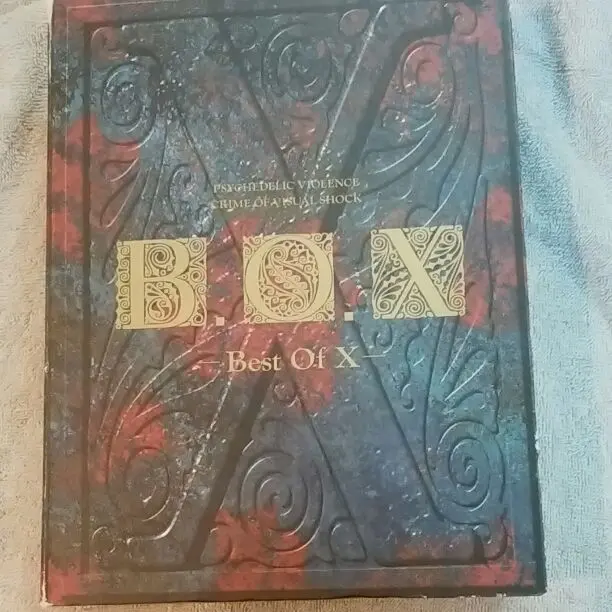 PSYCHEDELIC VIOLENCE
CRIME OF VISUAL SHOCK
B.O.X
—Best Of X—